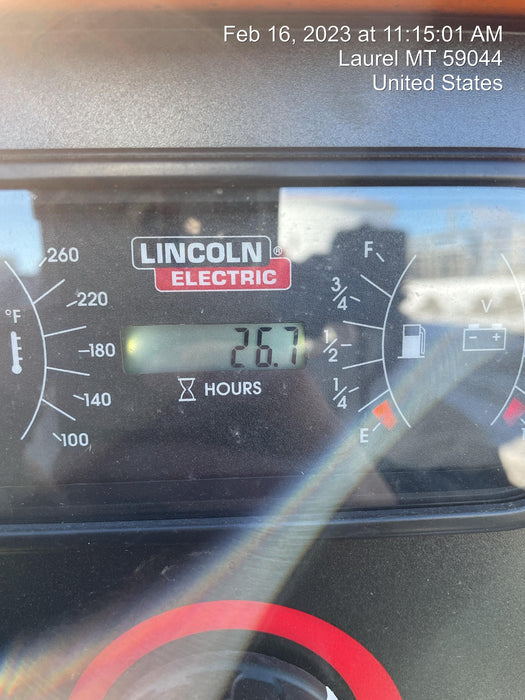 Feb 16, 2023 at 11:15:01 AM
Laurel MT 59044
United States
LINCOLN®
ELECTRIC
26.7
HOURS
°F
260
220
180
140
100
F
3/4
1/2
1/4
E
V
- +